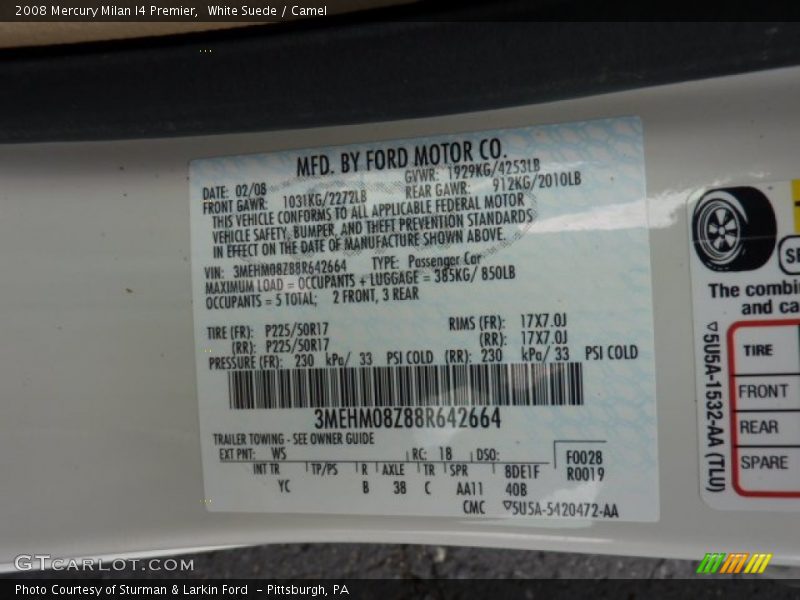 2008 Mercury Milan I4 Premier,  White Suede / Camel
MFD. BY FORD MOTOR CO.
DATE: 02/08
GVWR: 1929KG/4253LB
FRONT GAWR: 1031KG/2272LB
REAR GAWR: 912KG/2010LB
THIS VEHICLE CONFORMS TO ALL APPLICABLE FEDERAL MOTOR
VEHICLE SAFETY, BUMPER, AND THEFT PREVENTION STANDARDS
IN EFFECT ON THE DATE OF MANUFACTURE SHOWN ABOVE.
VIN: 3MEHM08Z88R642664 TYPE: Passenger Car
MAXIMUM LOAD = OCCUPANTS + LUGGAGE = 385KG/ 850LB
OCCUPANTS = 5 TOTAL; 2 FRONT, 3 REAR
TIRE (FR): P225/50R17 RIMS (FR): 17X7.0J
(RR): P225/50R17 (RR): 17X7.0J
PRESSURE (FR): 230 kPa/ 33 PSI COLD (RR): 230 kPa/ 33 PSI COLD
3MEHM08Z88R642664
TRAILER TOWING - SEE OWNER GUIDE
EXT PNT: WS RC: 18 DSO: F0028
INT TR TP/PS R AXLE TR SPR 8DE1F R0019
YC B 38 C AA11 40B
CMC ▽5U5A-5420472-AA
SE
The combin
and ca
▽5U5A-1532-AA (TLU)
TIRE
FRONT
REAR
SPARE
GTCARLOT.COM
Photo Courtesy of Sturman & Larkin Ford  - Pittsburgh, PA